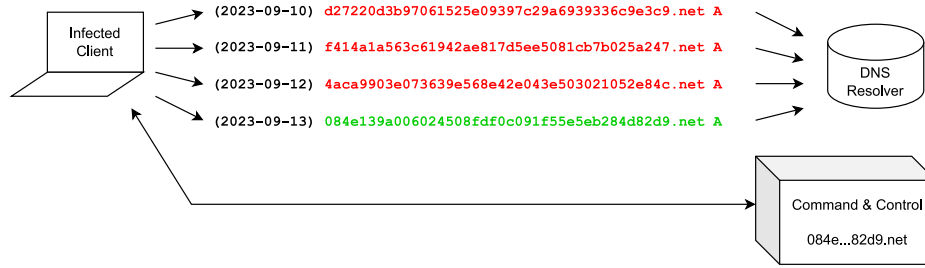 Infected
Client
(2023-09-10) d27220d3b97061525e09397c29a6939336c9e3c9.net A
(2023-09-11) f414a1a563c61942ae817d5ee5081cb7b025a247.net A
(2023-09-12) 4aca9903e073639e568e42e043e503021052e84c.net A
(2023-09-13) 084e139a006024508fdf0c091f55e5eb284d82d9.net A
DNS
Resolver
Command & Control
084e...82d9.net